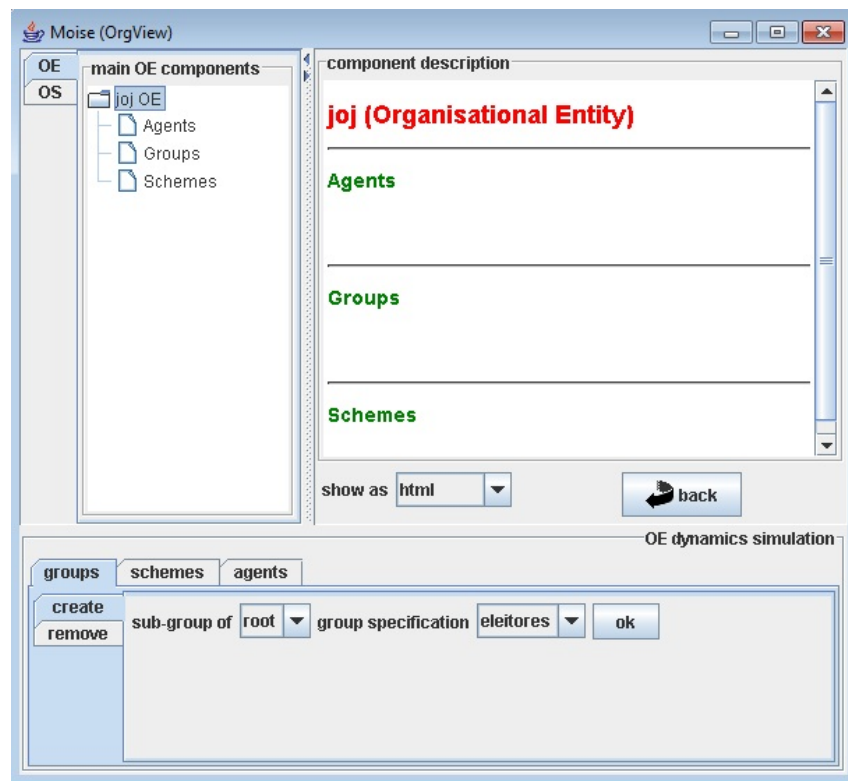 Moise (OrgView)
OE
OS
main OE components
joj OE
Agents
Groups
Schemes
component description
joj (Organisational Entity)
Agents
Groups
Schemes
show as html
back
OE dynamics simulation
groups schemes agents
create
remove
sub-group of root group specification eleitores ok